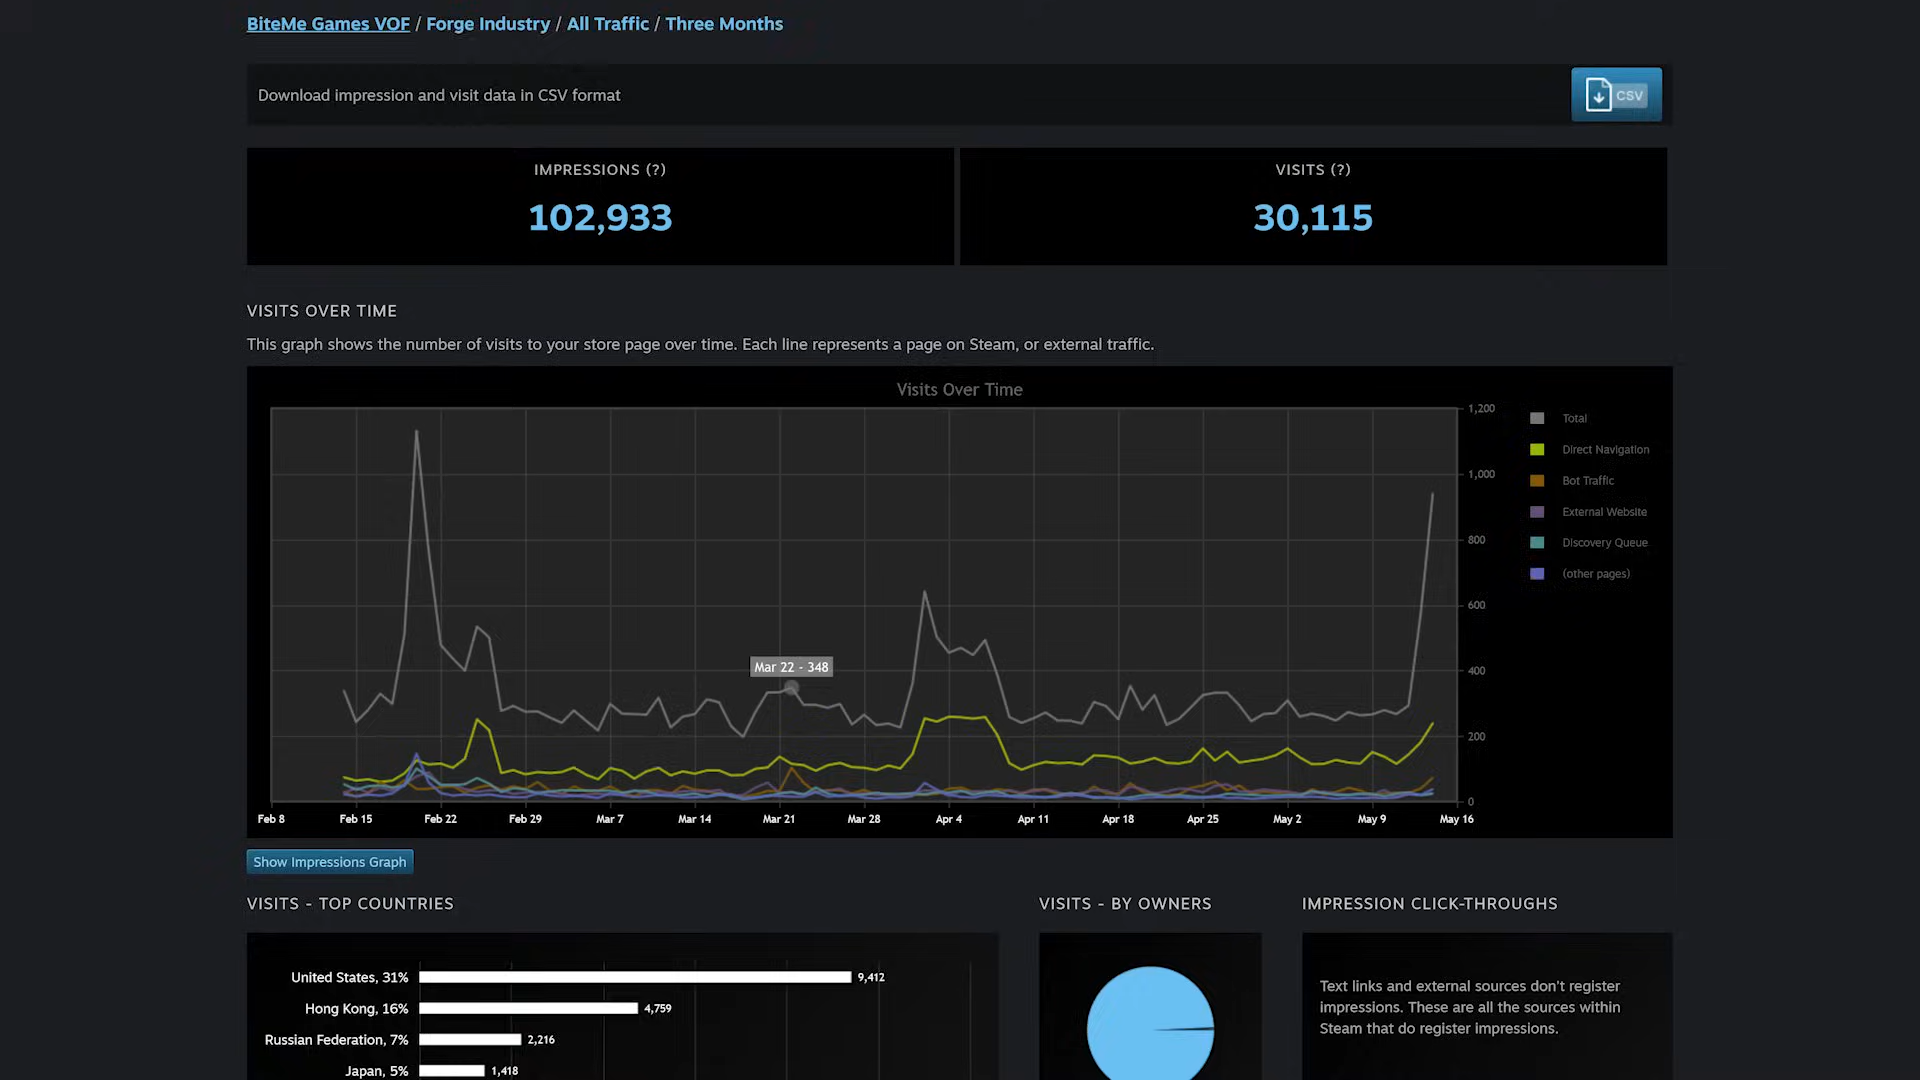 BiteMe Games VOF / Forge Industry / All Traffic / Three Months
Download impression and visit data in CSV format
CSV
IMPRESSIONS (?)
102,933
VISITS (?)
30,115
VISITS OVER TIME
This graph shows the number of visits to your store page over time. Each line represents a page on Steam, or external traffic.
Visits Over Time
1,200
1,000
800
600
400
200
0
Total
Direct Navigation
Bot Traffic
External Website
Discovery Queue
(other pages)
Mar 22 - 348
Feb 8
Feb 15
Feb 22
Feb 29
Mar 7
Mar 14
Mar 21
Mar 28
Apr 4
Apr 11
Apr 18
Apr 25
May 2
May 9
May 16
Show Impressions Graph
VISITS - TOP COUNTRIES
United States, 31% 9,412
Hong Kong, 16% 4,759
Russian Federation, 7% 2,216
Japan, 5% 1,418
VISITS - BY OWNERS
IMPRESSION CLICK-THROUGHS
Text links and external sources don't register
impressions. These are all the sources within
Steam that do register impressions.